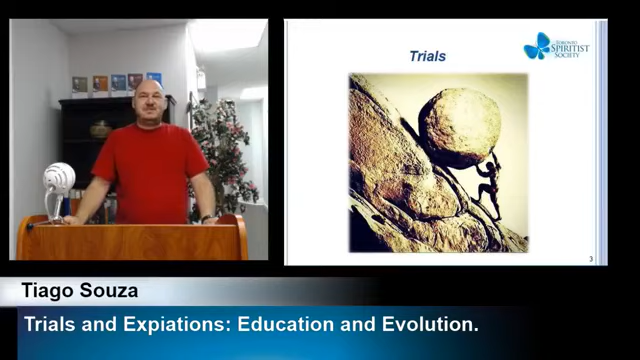 Trials
TORONTO
SPIRITIST
SOCIETY
3
Tiago Souza
Trials and Expiations: Education and Evolution.